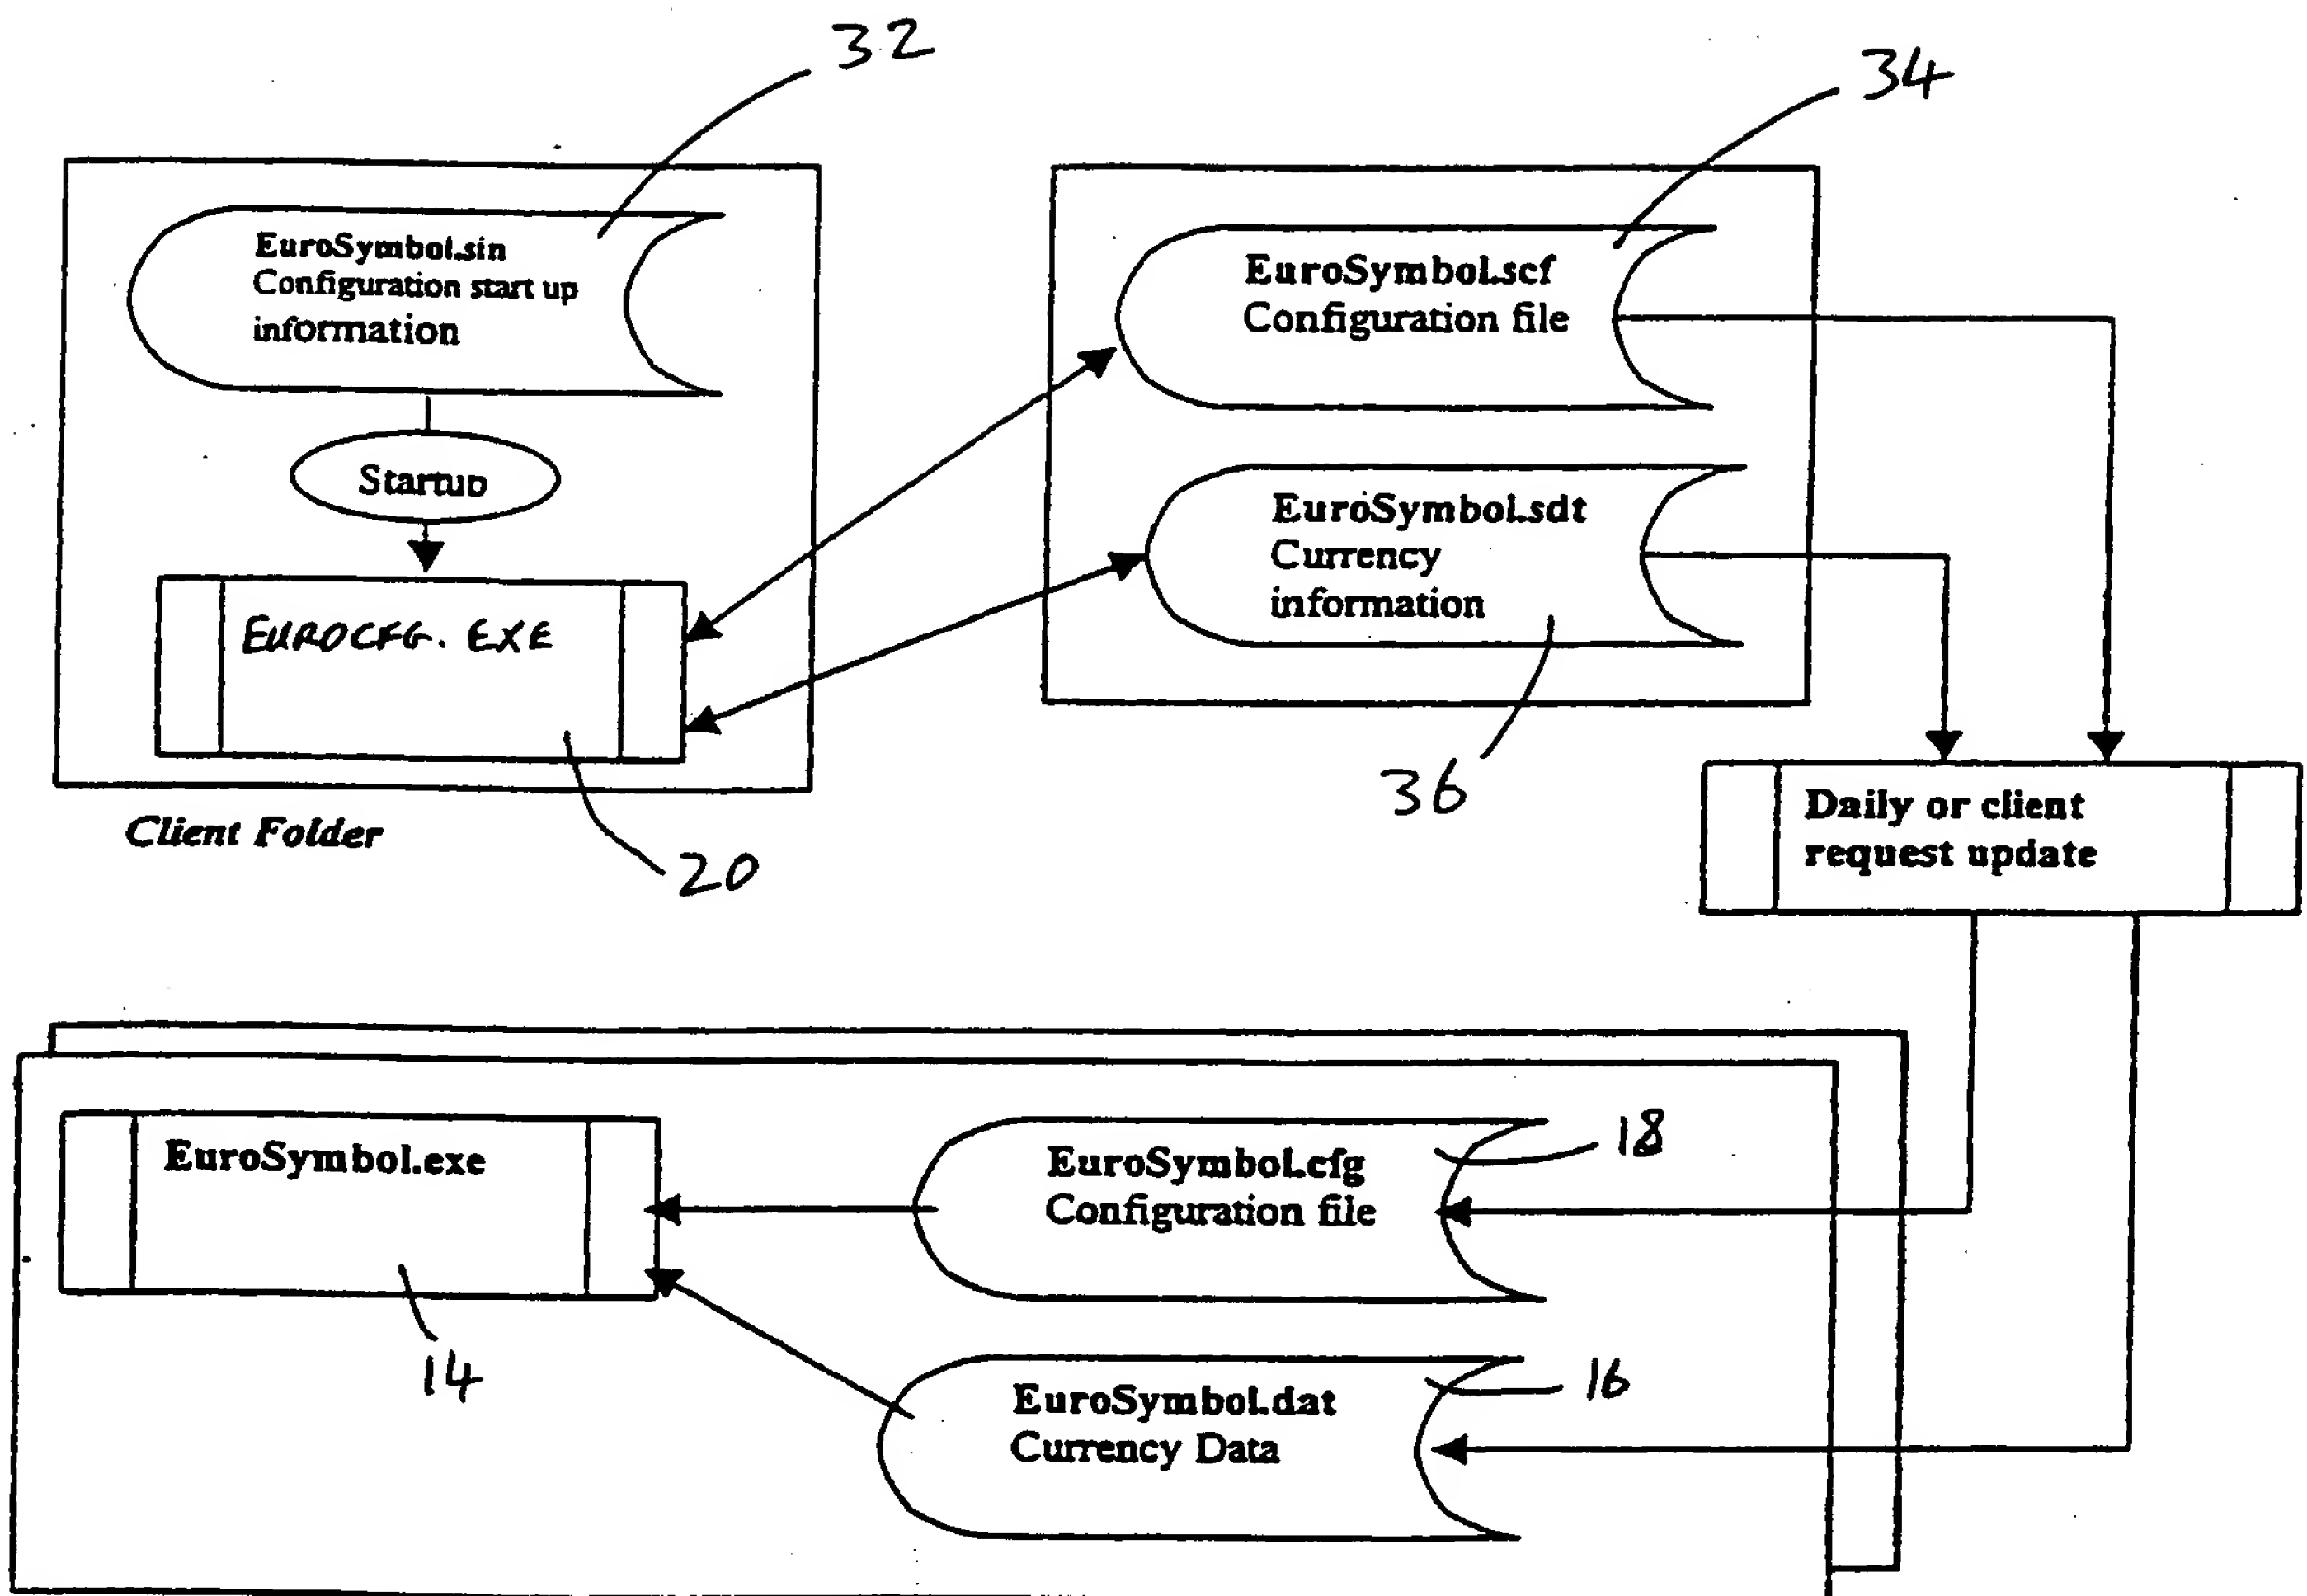 32
34
EuroSymbol.sin
Configuration start up
information
EuroSymbol.scf
Configuration file
Startup
EuroSymbol.sdt
Currency
information
EUROCFG.EXE
36
Daily or client
request update
Client Folder
20
EuroSymbol.exe
18
EuroSymbol.cfg
Configuration file
14
16
EuroSymbol.dat
Currency Data